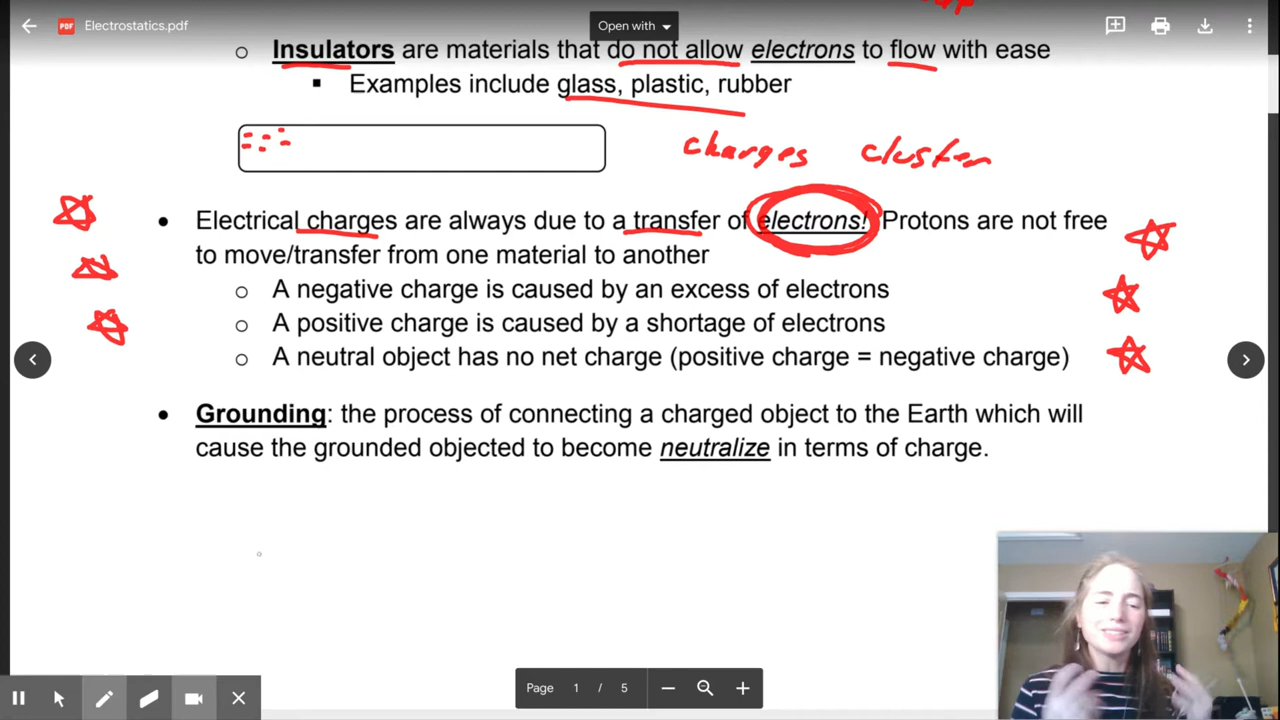 Electrostatics.pdf
Open with
o Insulators are materials that do not allow electrons to flow with ease
▪ Examples include glass, plastic, rubber
charges cluster
• Electrical charges are always due to a transfer of electrons! Protons are not free
to move/transfer from one material to another
o A negative charge is caused by an excess of electrons
o A positive charge is caused by a shortage of electrons
o A neutral object has no net charge (positive charge = negative charge)
• Grounding: the process of connecting a charged object to the Earth which will
cause the grounded objected to become neutralize in terms of charge.
Page 1 / 5